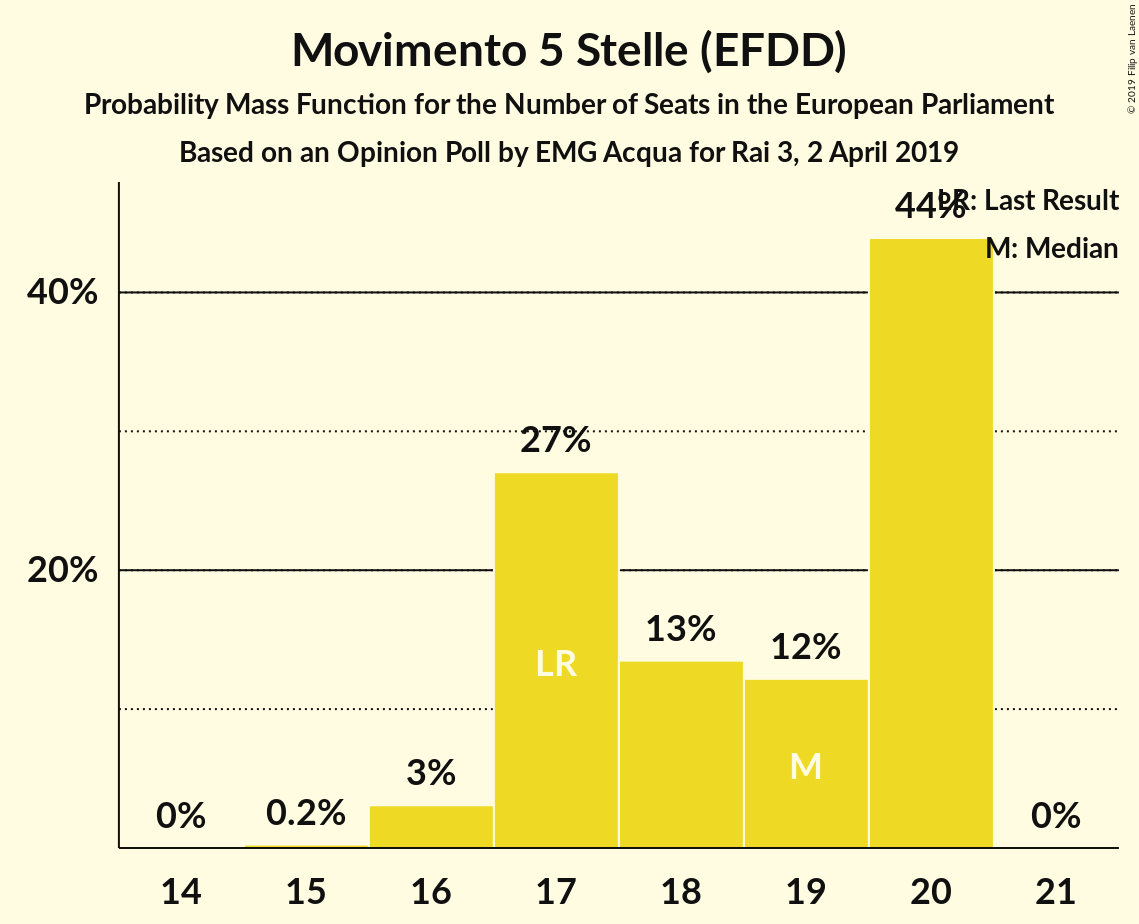 Movimento 5 Stelle (EFDD)
Probability Mass Function for the Number of Seats in the European Parliament
Based on an Opinion Poll by EMG Acqua for Rai 3, 2 April 2019
© 2019 Filip van Laenen
LR: Last Result
M: Median
44%
40%
27%
20%
13%
12%
LR
M
3%
0%
0.2%
0%
14 15 16 17 18 19 20 21